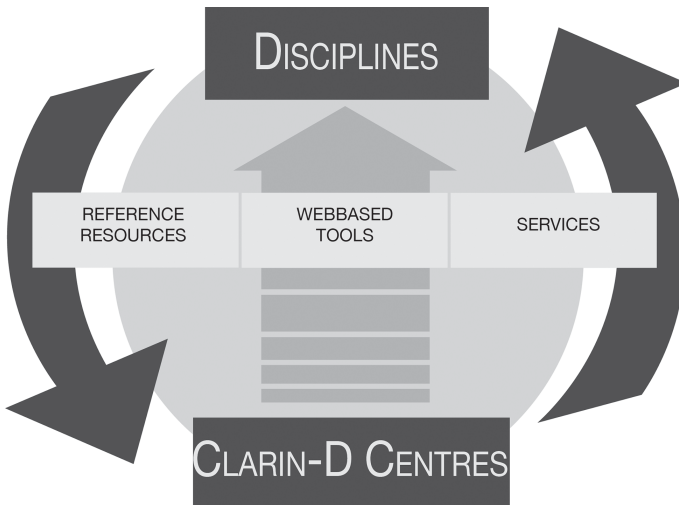 DISCIPLINES
REFERENCE
RESOURCES
WEBBASED
TOOLS
SERVICES
CLARIN-D CENTRES